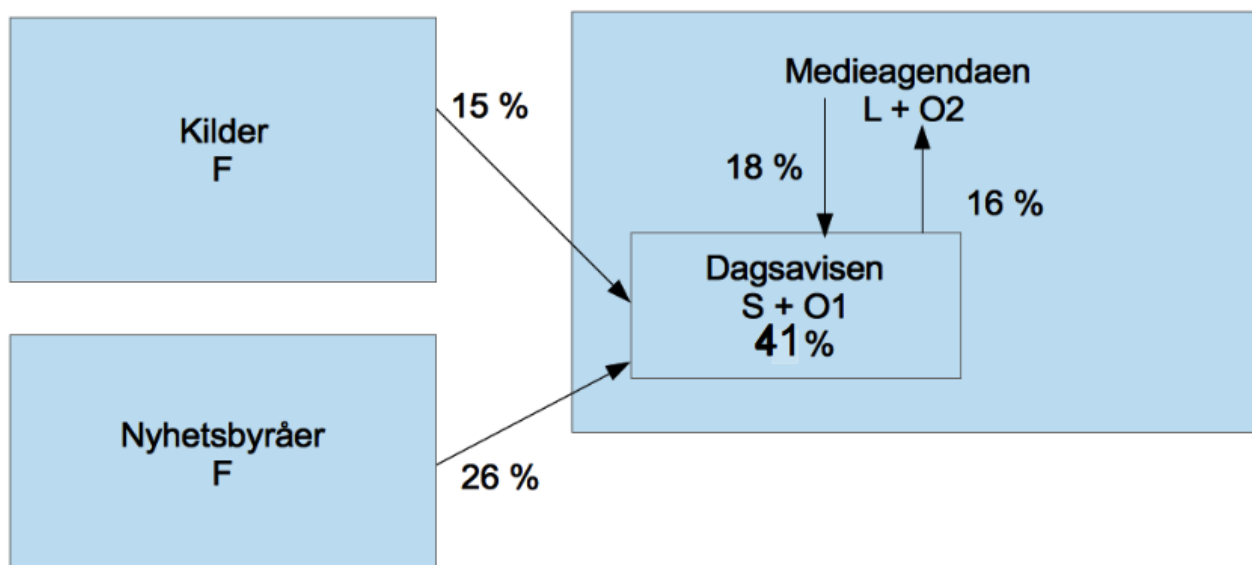 Kilder
F
15 %
Nyhetsbyråer
F
26 %
Medieagendaen
L + O2
18 %
16 %
Dagsavisen
S + O1
41%